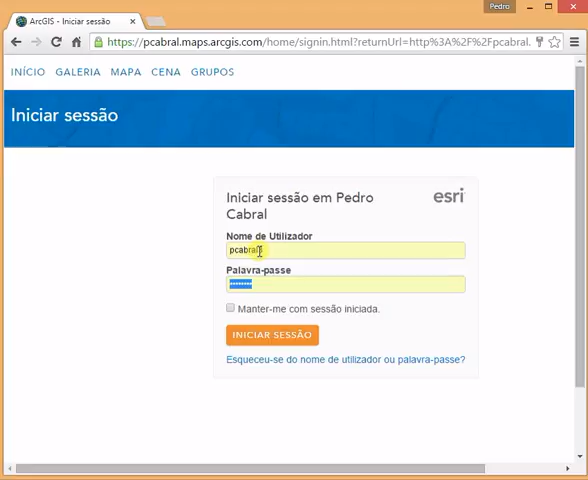 Pedro
ArcGIS - Iniciar sessão
https://pcabral.maps.arcgis.com/home/signin.html?returnUrl=http%3A%2F%2Fpcabral.
INÍCIO GALERIA MAPA CENA GRUPOS
Iniciar sessão
esri
Iniciar sessão em Pedro
Cabral
Nome de Utilizador
Palavra-passe
Manter-me com sessão iniciada.
INICIAR SESSÃO
Esqueceu-se do nome de utilizador ou palavra-passe?